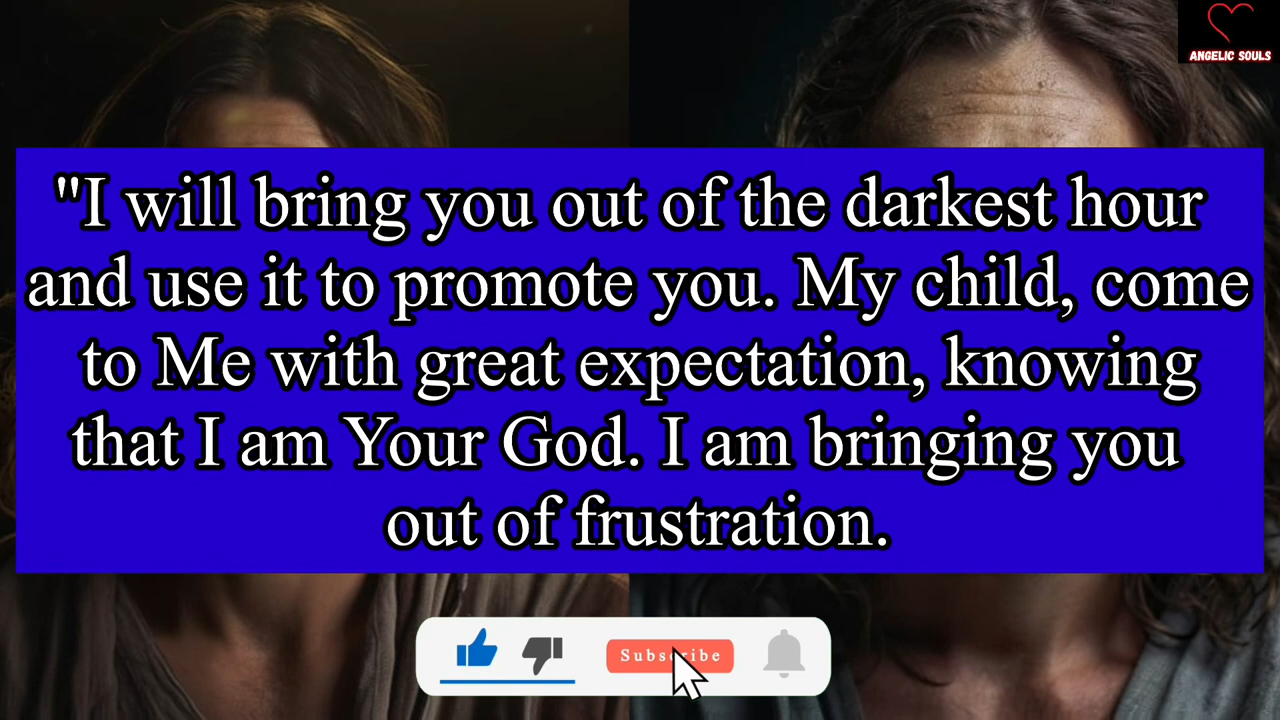 ANGELIC SOULS
"I will bring you out of the darkest hour
and use it to promote you. My child, come
to Me with great expectation, knowing
that I am Your God. I am bringing you
out of frustration.
Subscribe